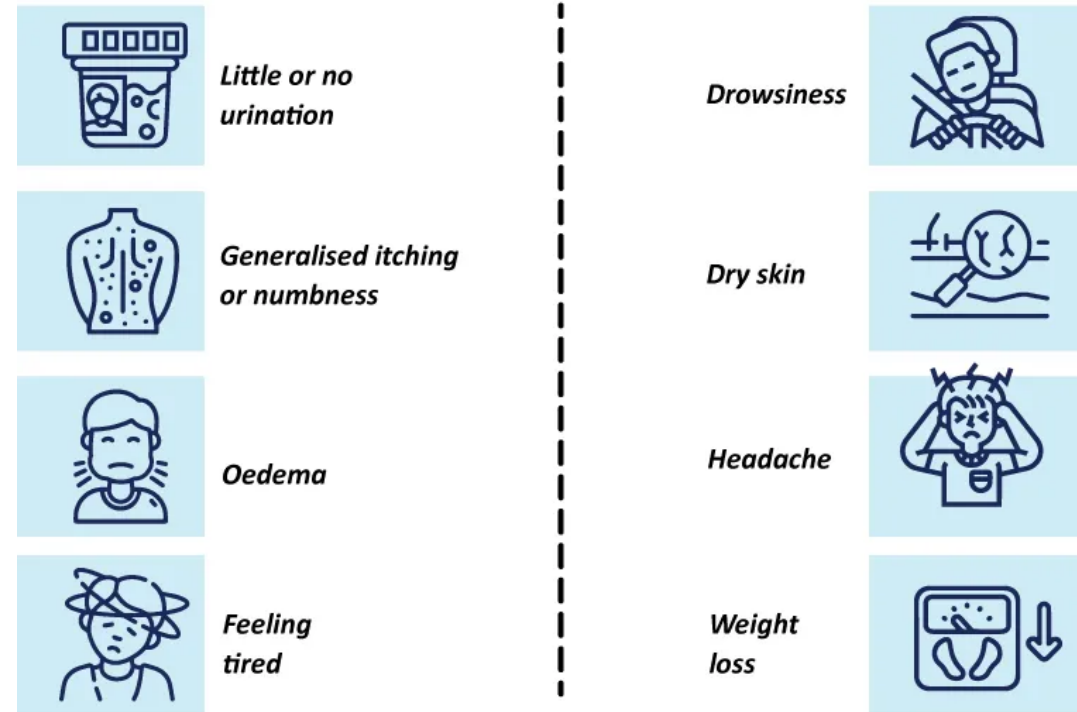 Little or no
urination
Generalised itching
or numbness
Oedema
Feeling
tired
Drowsiness
Dry skin
Headache
Weight
loss